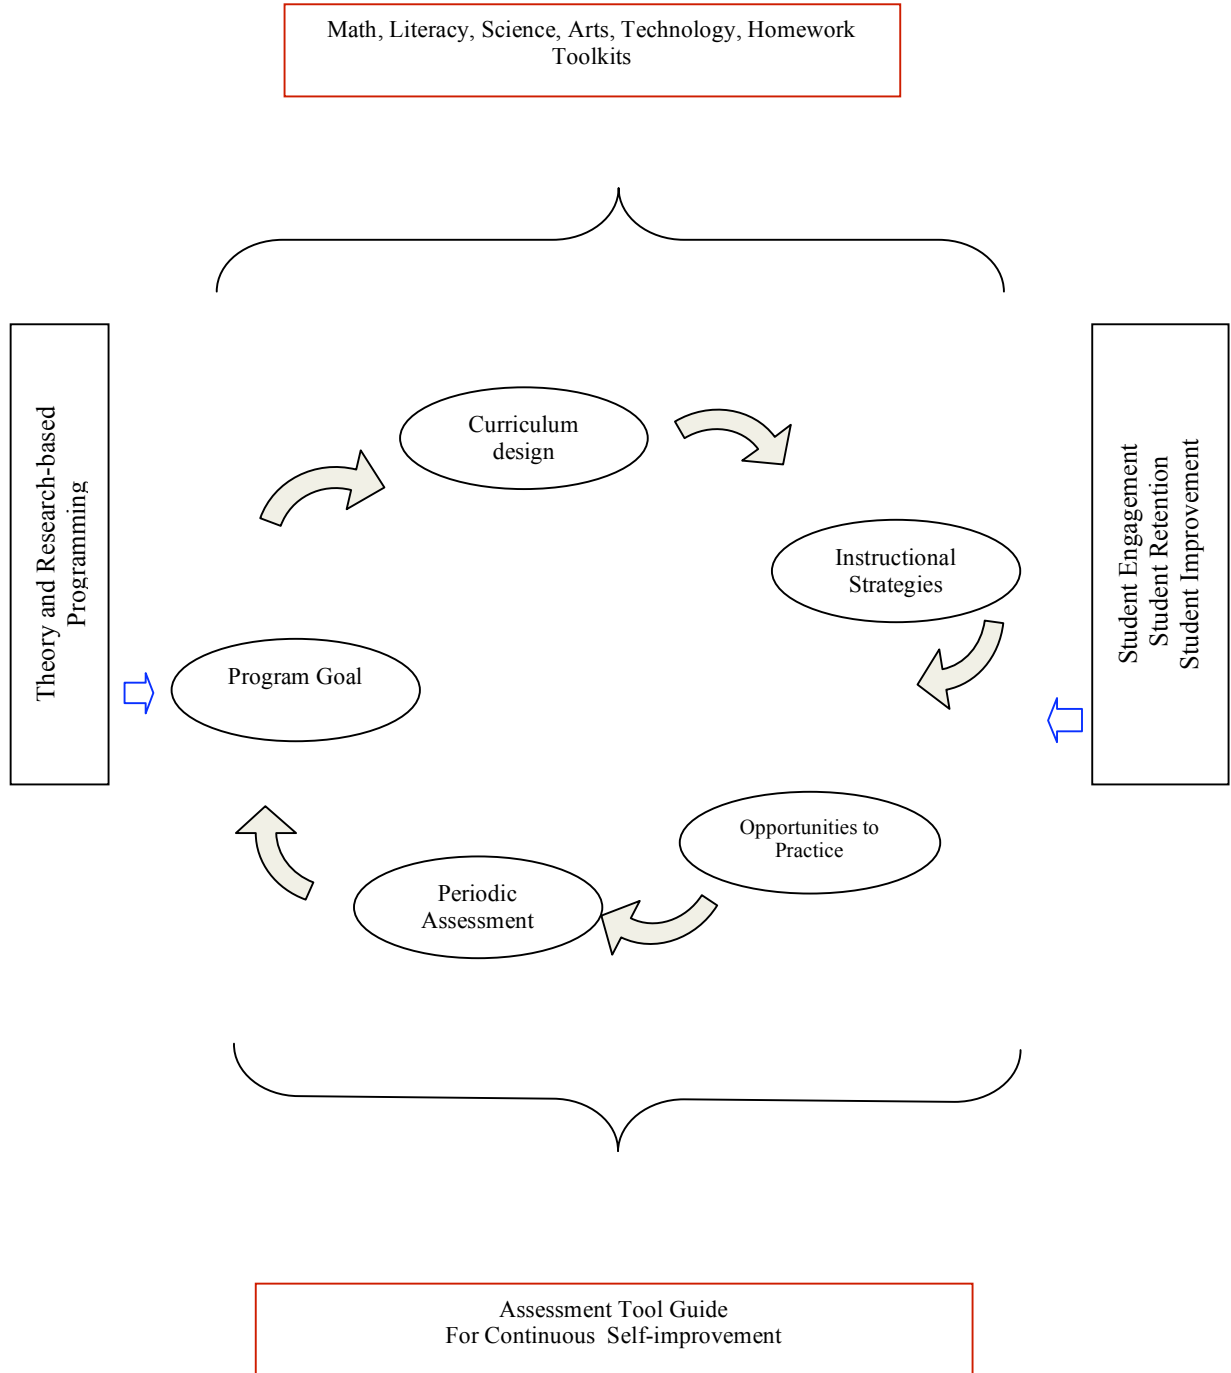 Math, Literacy, Science, Arts, Technology, Homework
Toolkits
Theory and Research-based
Programming
Curriculum
design
Instructional
Strategies
Student Engagement
Student Retention
Student Improvement
Program Goal
Opportunities to
Practice
Periodic
Assessment
Assessment Tool Guide
For Continuous  Self-improvement